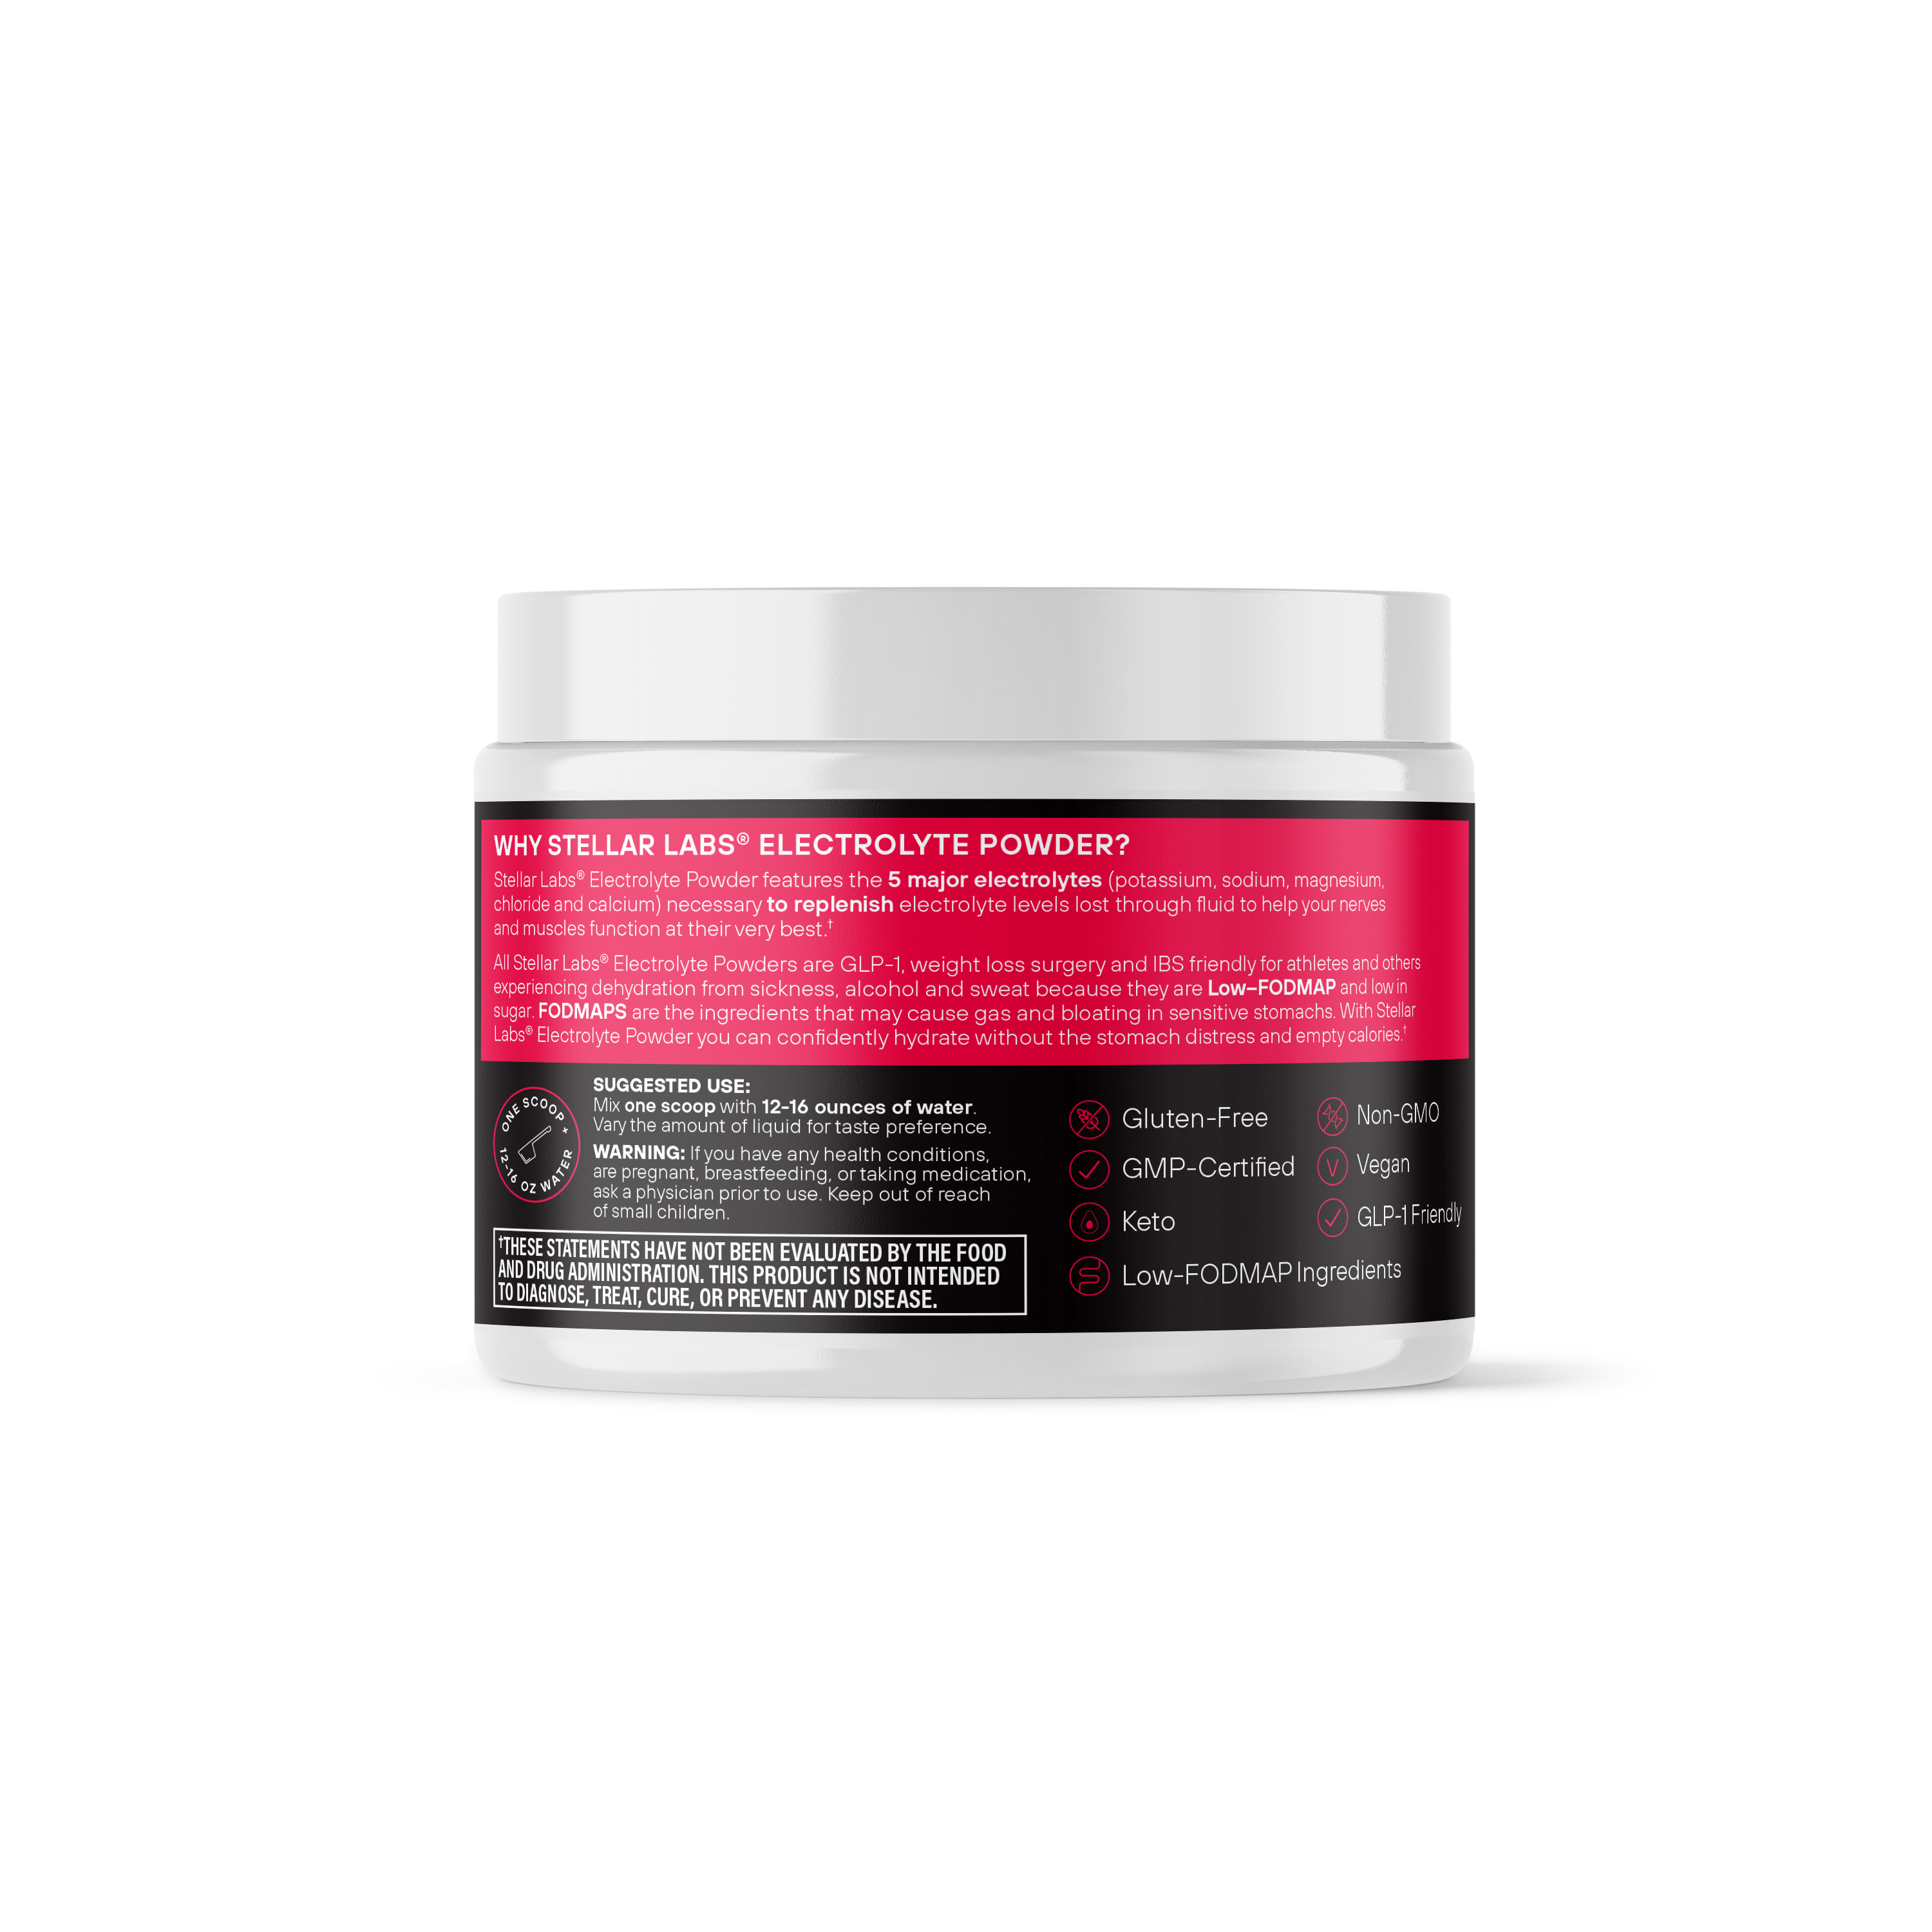 WHY STELLAR LABS® ELECTROLYTE POWDER?
Stellar Labs® Electrolyte Powder features the 5 major electrolytes (potassium, sodium, magnesium,
chloride and calcium) necessary to replenish electrolyte levels lost through fluid to help your nerves
and muscles function at their very best.†
All Stellar Labs® Electrolyte Powders are GLP-1, weight loss surgery and IBS friendly for athletes and others
experiencing dehydration from sickness, alcohol and sweat because they are Low–FODMAP and low in
sugar. FODMAPS are the ingredients that may cause gas and bloating in sensitive stomachs. With Stellar
Labs® Electrolyte Powder you can confidently hydrate without the stomach distress and empty calories.†
ONE SCOOP +
12-16 OZ WATER
SUGGESTED USE:
Mix one scoop with 12-16 ounces of water.
Vary the amount of liquid for taste preference.
WARNING: If you have any health conditions,
are pregnant, breastfeeding, or taking medication,
ask a physician prior to use. Keep out of reach
of small children.
†THESE STATEMENTS HAVE NOT BEEN EVALUATED BY THE FOOD
AND DRUG ADMINISTRATION. THIS PRODUCT IS NOT INTENDED
TO DIAGNOSE, TREAT, CURE, OR PREVENT ANY DISEASE.
Gluten-Free
GMP-Certified
Keto
Low-FODMAP Ingredients
Non-GMO
V Vegan
GLP-1 Friendly